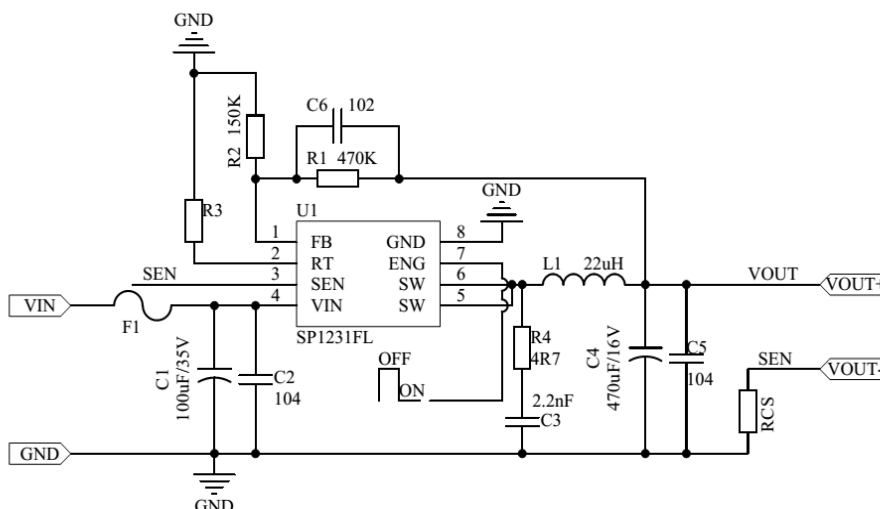 GND
C6 102
R2 150K
R1 470K
GND
R3
U1
1 FB GND 8
2 RT ENG 7
SEN 3 SEN SW 6
4 VIN SW 5
SP1231FL
L1 22uH
VOUT
VOUT+
VIN
F1
C1
100uF/35V
C2
104
OFF
ON
R4
4R7
2.2nF
C3
C4
470uF/16V
C5
104
SEN
VOUT-
RCS
GND
GND